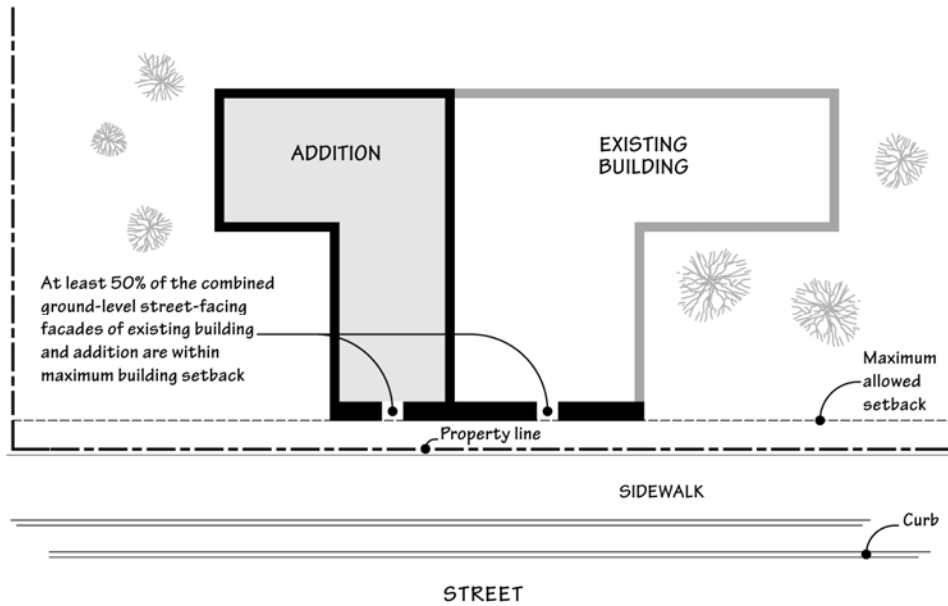 ADDITION
EXISTING
BUILDING
At least 50% of the combined
ground-level street-facing
facades of existing building
and addition are within
maximum building setback
Maximum
allowed
setback
Property line
SIDEWALK
Curb
STREET